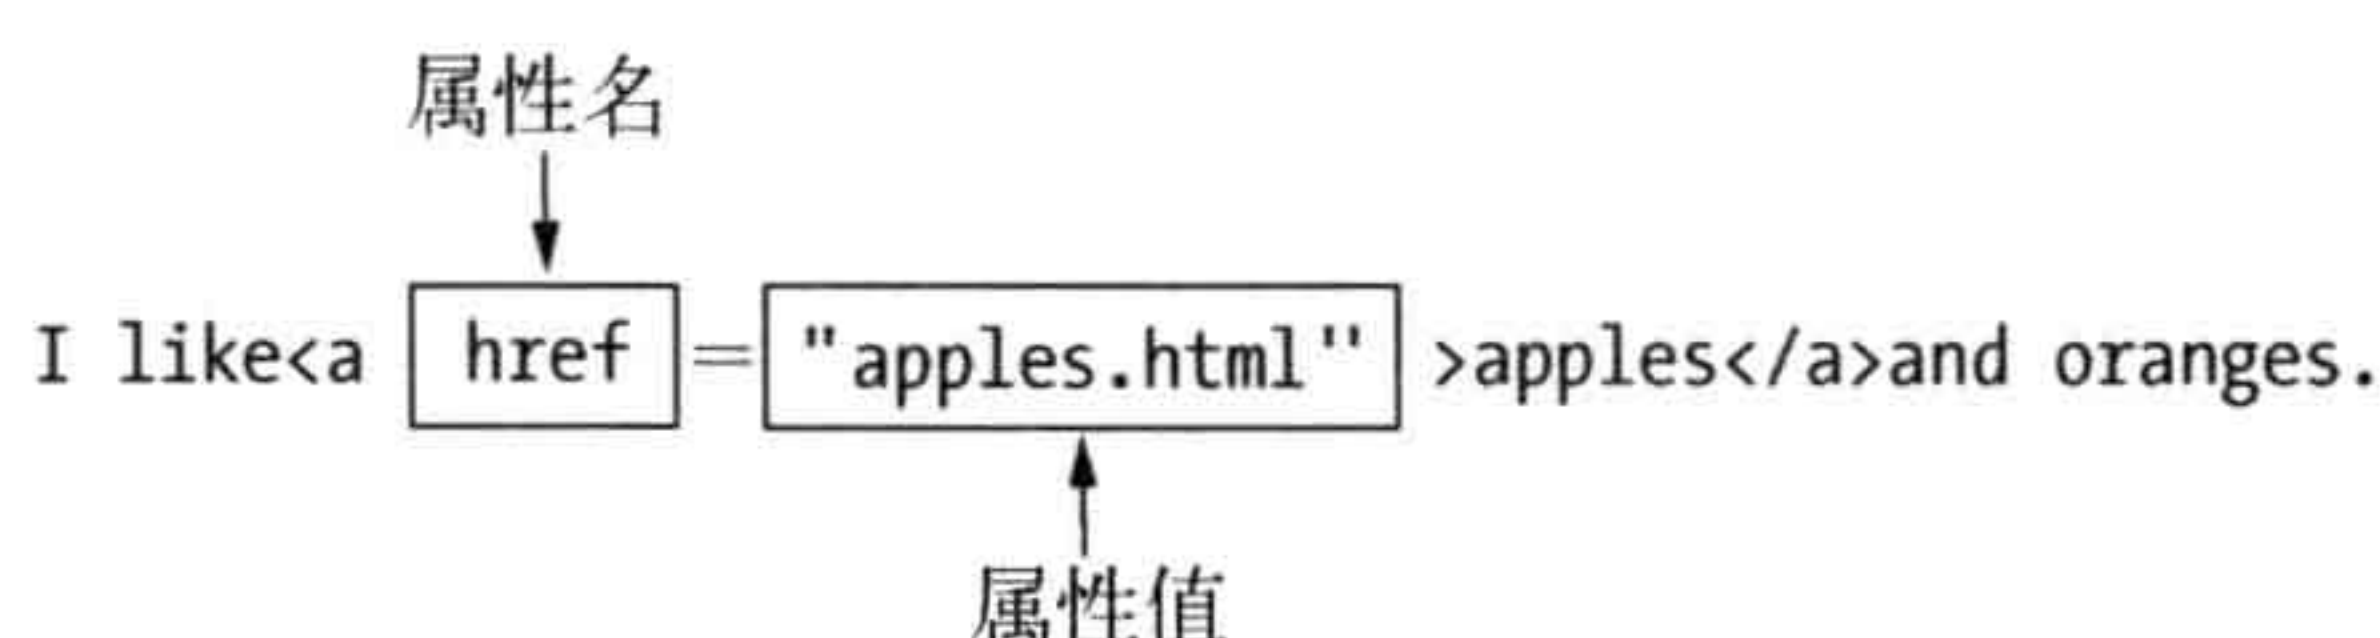 属性名
I like<a href="apples.html">apples</a>and oranges.
属性值